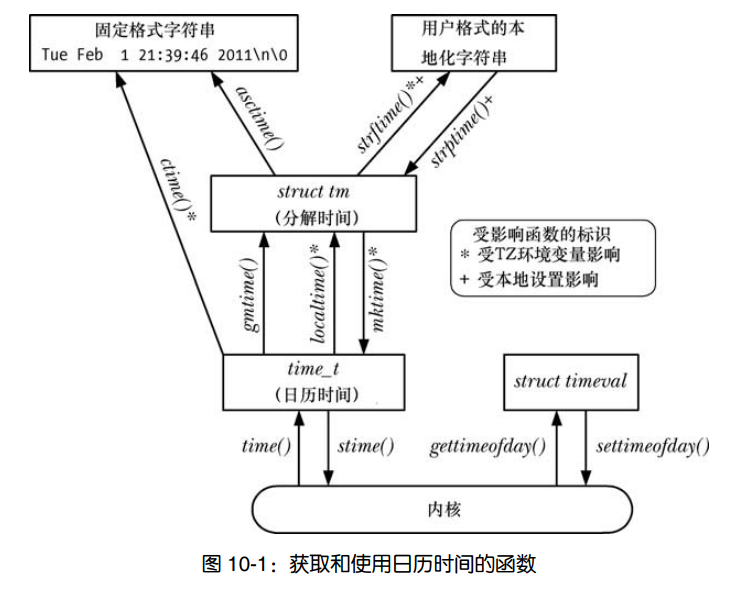 固定格式字符串
Tue Feb  1 21:39:46 2011\n\0
用户格式的本
地化字符串
asctime()
strftime()*+
strptime()+
ctime()*
struct tm
(分解时间)
受影响函数的标识
* 受TZ环境变量影响
+ 受本地设置影响
gmtime()
localtime()*
mktime()*
time_t
(日历时间)
struct timeval
time()
stime()
gettimeofday()
settimeofday()
内核
图 10-1：获取和使用日历时间的函数